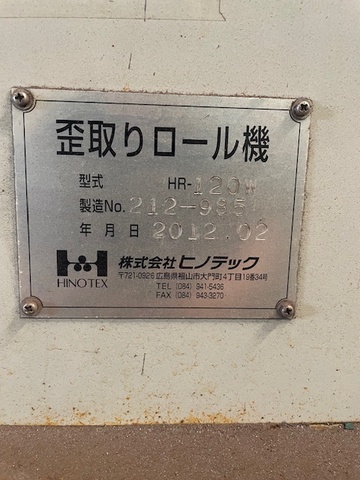 歪取りロール機
型式 HR-120W
製造No. 212-985
年月日 2012.02
HINOTEX
株式会社ヒノテック
〒721-0926 広島県福山市大門町4丁目19番34号
TEL (084) 941-5436
FAX (084) 943-3270